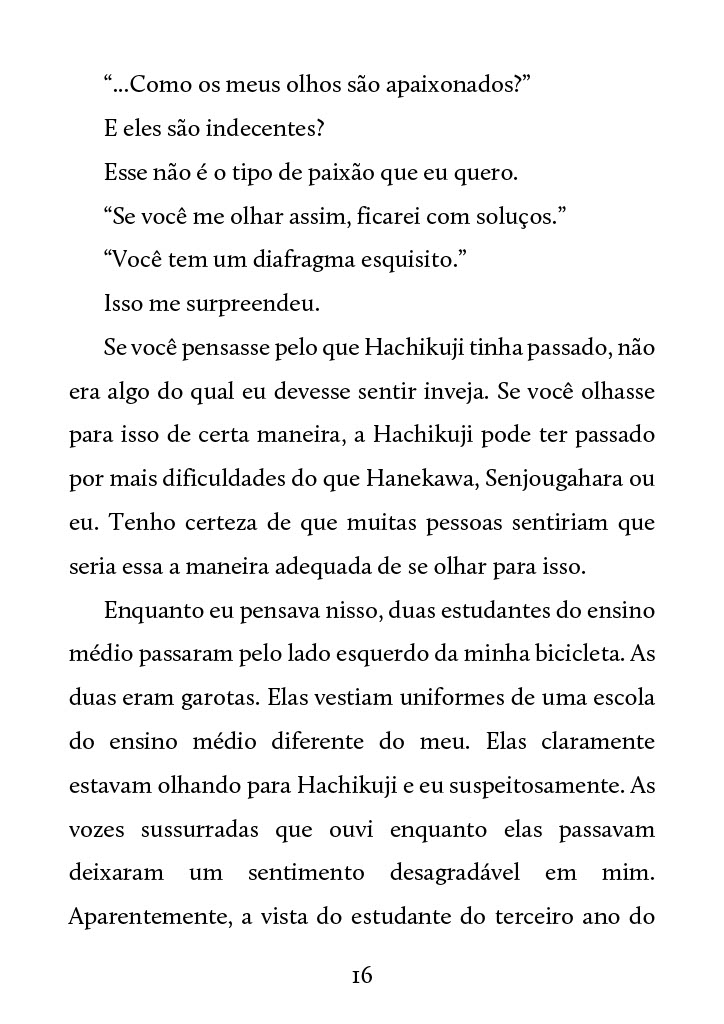 “...Como os meus olhos são apaixonados?”
E eles são indecentes?
Esse não é o tipo de paixão que eu quero.
“Se você me olhar assim, ficarei com soluços.”
“Você tem um diafragma esquisito.”
Isso me surpreendeu.
Se você pensasse pelo que Hachikuji tinha passado, não
era algo do qual eu devesse sentir inveja. Se você olhasse
para isso de certa maneira, a Hachikuji pode ter passado
por mais dificuldades do que Hanekawa, Senjougahara ou
eu. Tenho certeza de que muitas pessoas sentiriam que
seria essa a maneira adequada de se olhar para isso.
Enquanto eu pensava nisso, duas estudantes do ensino
médio passaram pelo lado esquerdo da minha bicicleta. As
duas eram garotas. Elas vestiam uniformes de uma escola
do ensino médio diferente do meu. Elas claramente
estavam olhando para Hachikuji e eu suspeitosamente. As
vozes sussurradas que ouvi enquanto elas passavam
deixaram um sentimento desagradável em mim.
Aparentemente, a vista do estudante do terceiro ano do
16